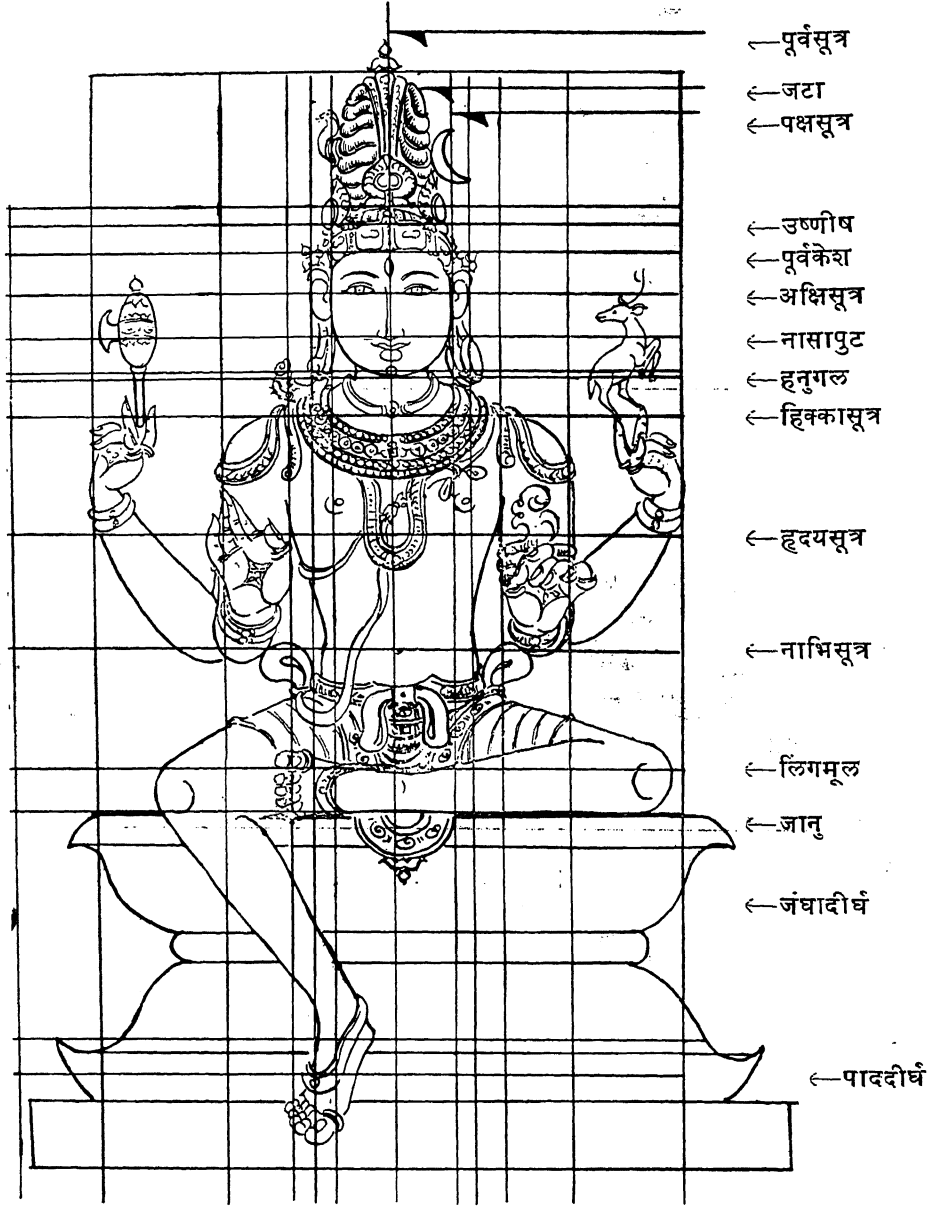 ←पूर्वसूत्र
←जटा
←पक्षसूत्र
←उष्णीष
←पूर्वकेश
←अक्षिसूत्र
←नासापुट
←हनुगल
←हिक्कासूत्र
←हृदयसूत्र
←नाभिसूत्र
←लिंगमूल
←जानु
←जंघादीर्घ
←पाददीर्घ